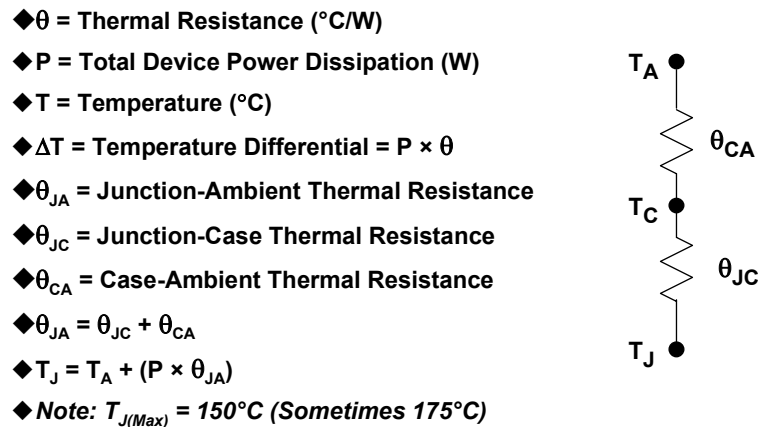 ◆θ = Thermal Resistance (°C/W)
◆P = Total Device Power Dissipation (W)
◆T = Temperature (°C)
◆ΔT = Temperature Differential = P × θ
◆θJA = Junction-Ambient Thermal Resistance
◆θJC = Junction-Case Thermal Resistance
◆θCA = Case-Ambient Thermal Resistance
◆θJA = θJC + θCA
◆TJ = TA + (P × θJA)
◆Note: TJ(Max) = 150°C (Sometimes 175°C)
TA
θCA
TC
θJC
TJ